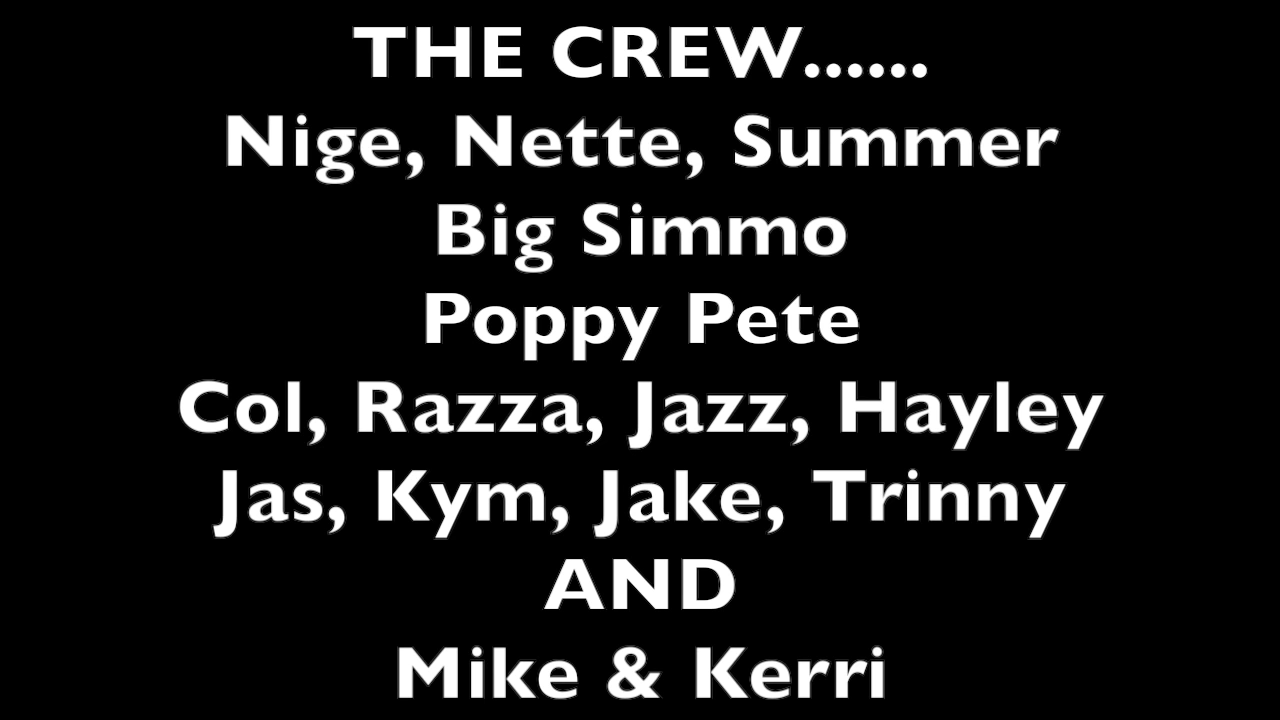 THE CREW......
Nige, Nette, Summer
Big Simmo
Poppy Pete
Col, Razza, Jazz, Hayley
Jas, Kym, Jake, Trinny
AND
Mike & Kerri